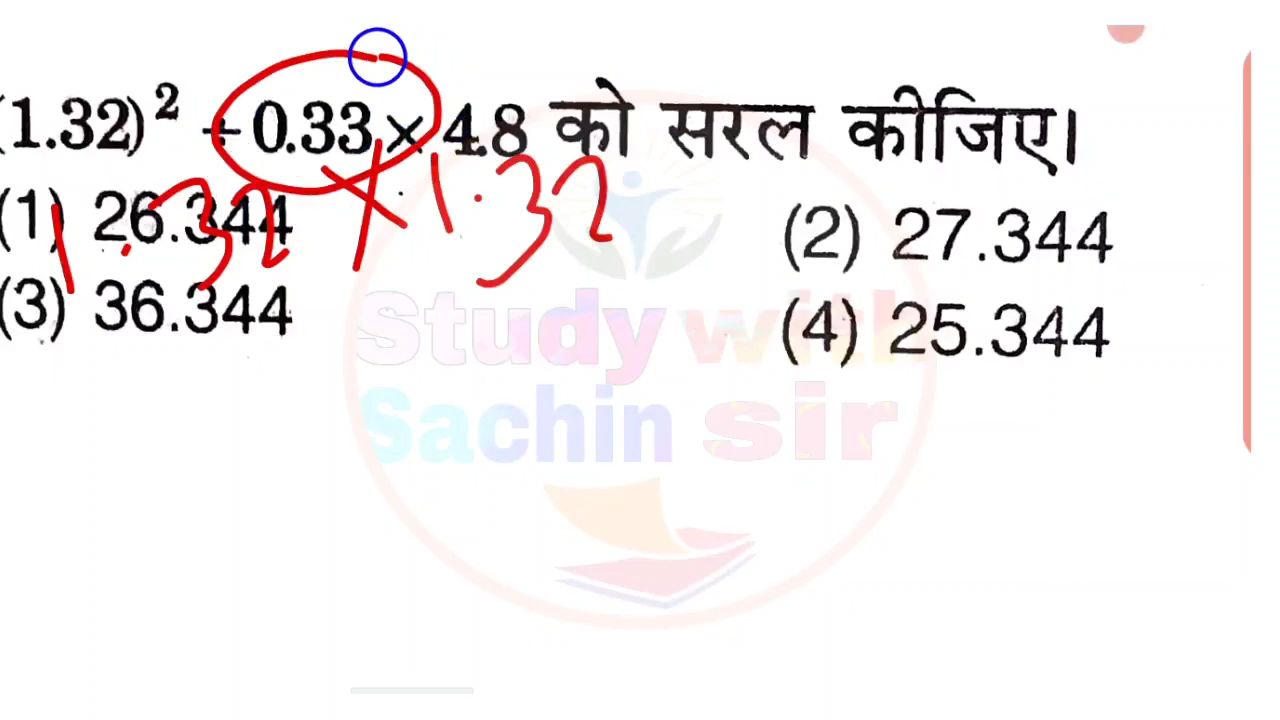 (1.32)² ÷ 0.33 × 4.8 को सरल कीजिए।
1.32 × 1.32
(1) 26.344 (2) 27.344
(3) 36.344 (4) 25.344
Study with
Sachin sir